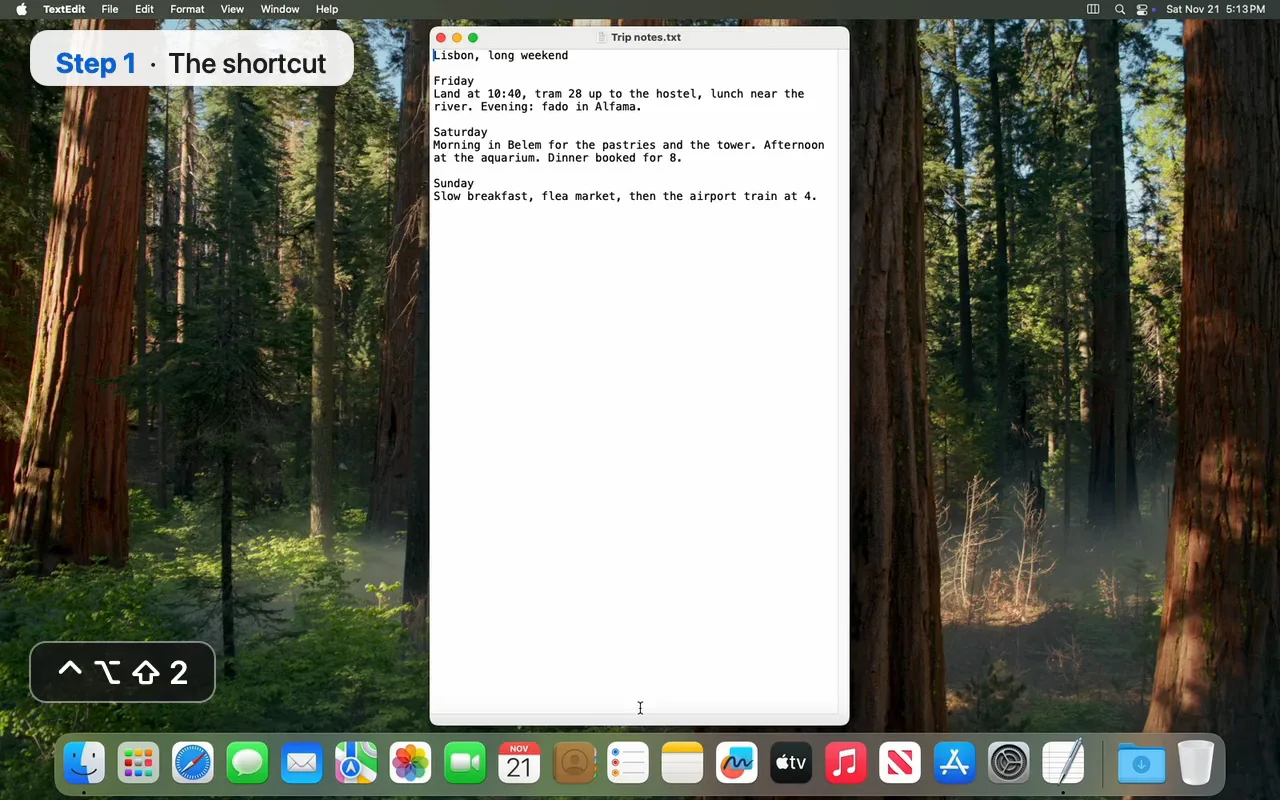 TextEdit File Edit Format View Window Help
Sat Nov 21 5:13 PM
Step 1 · The shortcut
Trip notes.txt
Lisbon, long weekend
Friday
Land at 10:40, tram 28 up to the hostel, lunch near the
river. Evening: fado in Alfama.
Saturday
Morning in Belem for the pastries and the tower. Afternoon
at the aquarium. Dinner booked for 8.
Sunday
Slow breakfast, flea market, then the airport train at 4.
⌃ ⌥ ⇧ 2
NOV
21
tv